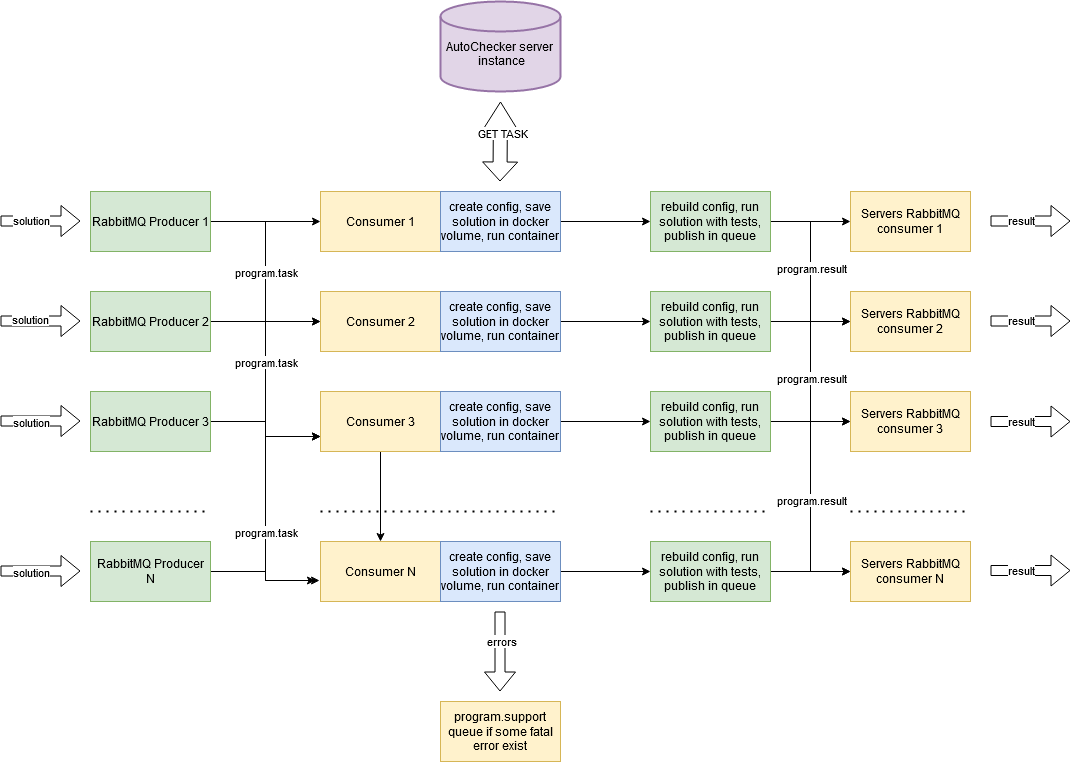 AutoChecker server
instance
GET TASK
solution
RabbitMQ Producer 1
Consumer 1
create config, save
solution in docker
volume, run container
rebuild config, run
solution with tests,
publish in queue
Servers RabbitMQ
consumer 1
result
program.task
program.result
solution
RabbitMQ Producer 2
Consumer 2
create config, save
solution in docker
volume, run container
rebuild config, run
solution with tests,
publish in queue
Servers RabbitMQ
consumer 2
result
program.task
program.result
solution
RabbitMQ Producer 3
Consumer 3
create config, save
solution in docker
volume, run container
rebuild config, run
solution with tests,
publish in queue
Servers RabbitMQ
consumer 3
result
program.task
program.result
solution
RabbitMQ Producer
N
Consumer N
create config, save
solution in docker
volume, run container
rebuild config, run
solution with tests,
publish in queue
Servers RabbitMQ
consumer N
result
errors
program.support
queue if some fatal
error exist